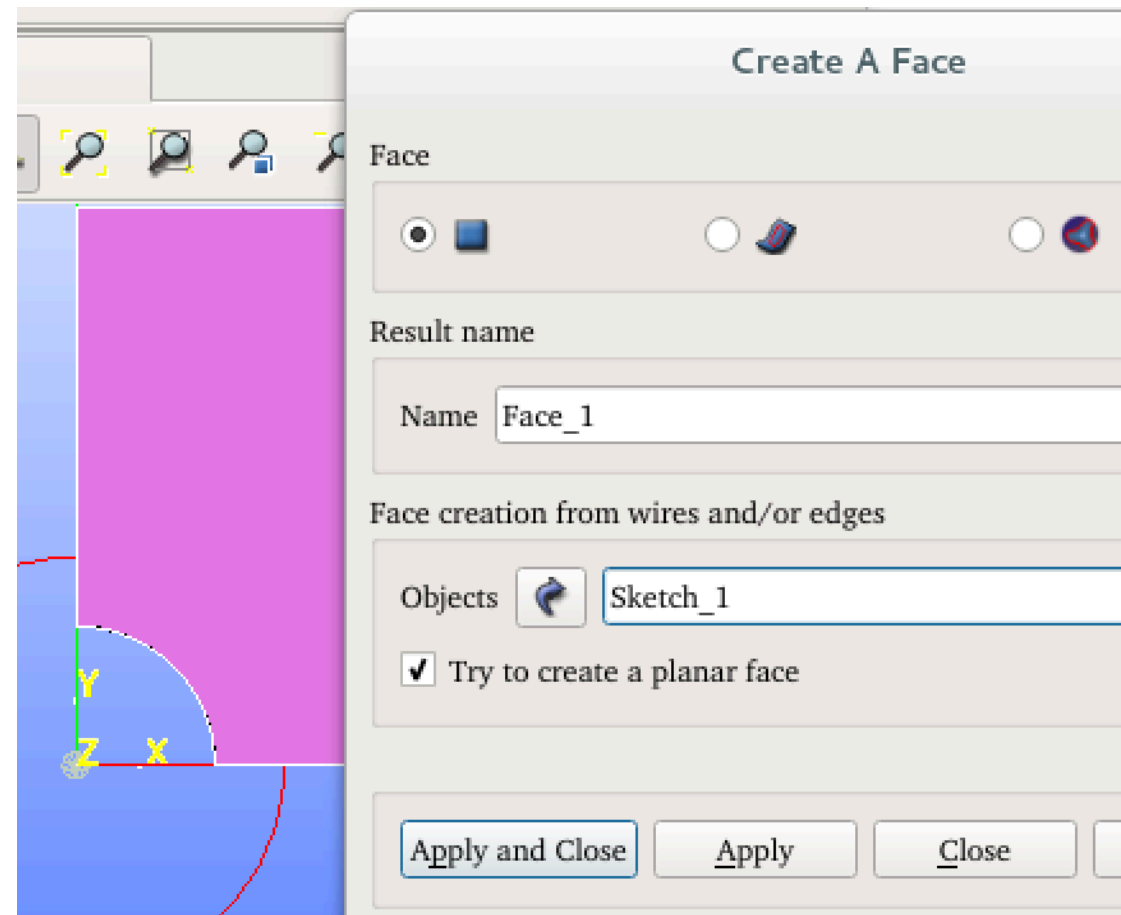 Create A Face
Face
Result name
Name Face_1
Face creation from wires and/or edges
Objects Sketch_1
Try to create a planar face
Y
Z X
Apply and Close Apply Close